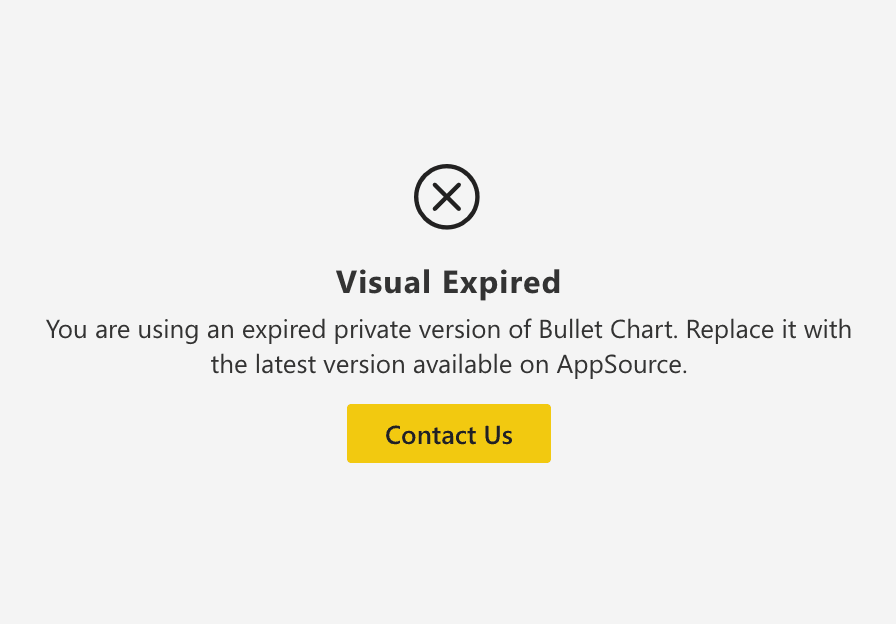 Visual Expired
You are using an expired private version of Bullet Chart. Replace it with
the latest version available on AppSource.
Contact Us